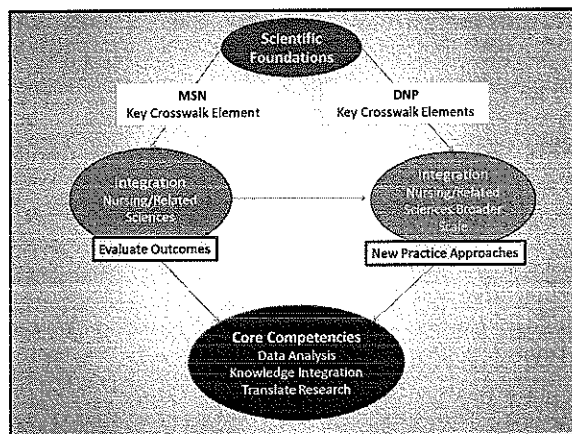 Scientific
Foundations
MSN
Key Crosswalk Element
DNP
Key Crosswalk Elements
Integration
Nursing/Related
Sciences
Integration
Nursing/Related
Sciences Broader
Scale
Evaluate Outcomes
New Practice Approaches
Core Competencies
Data Analysis
Knowledge Integration
Translate Research